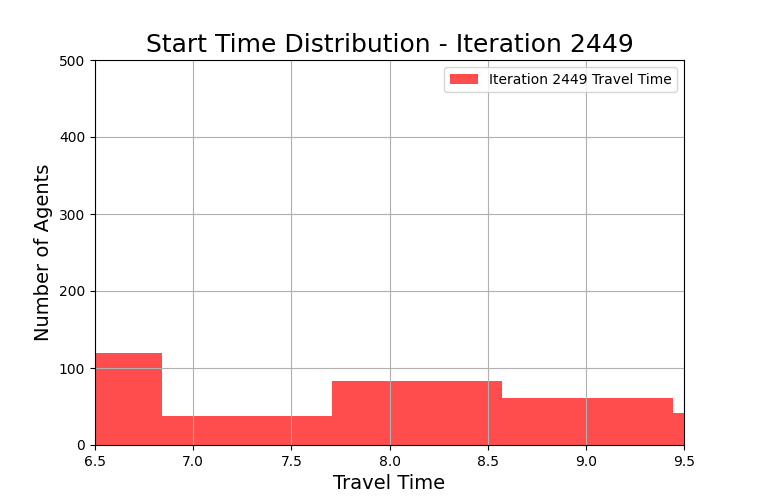 Start Time Distribution - Iteration 2449
500
400
300
200
100
0
Number of Agents
Iteration 2449 Travel Time
6.5 7.0 7.5 8.0 8.5 9.0 9.5
Travel Time